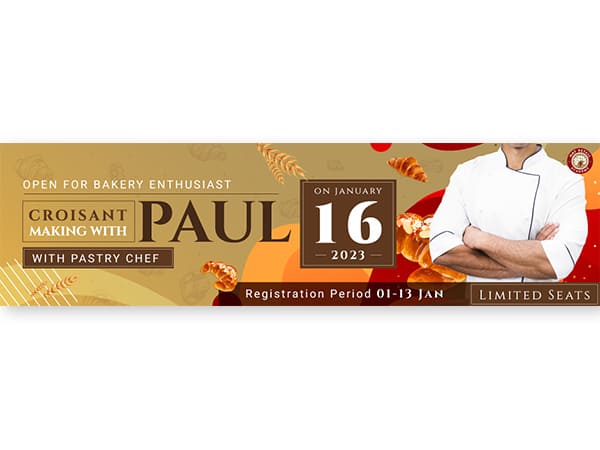 OPEN FOR BAKERY ENTHUSIAST
CROISANT
MAKING WITH
PAUL
WITH PASTRY CHEF
ON JANUARY
16
2023
Registration Period 01-13 Jan
LIMITED SEATS